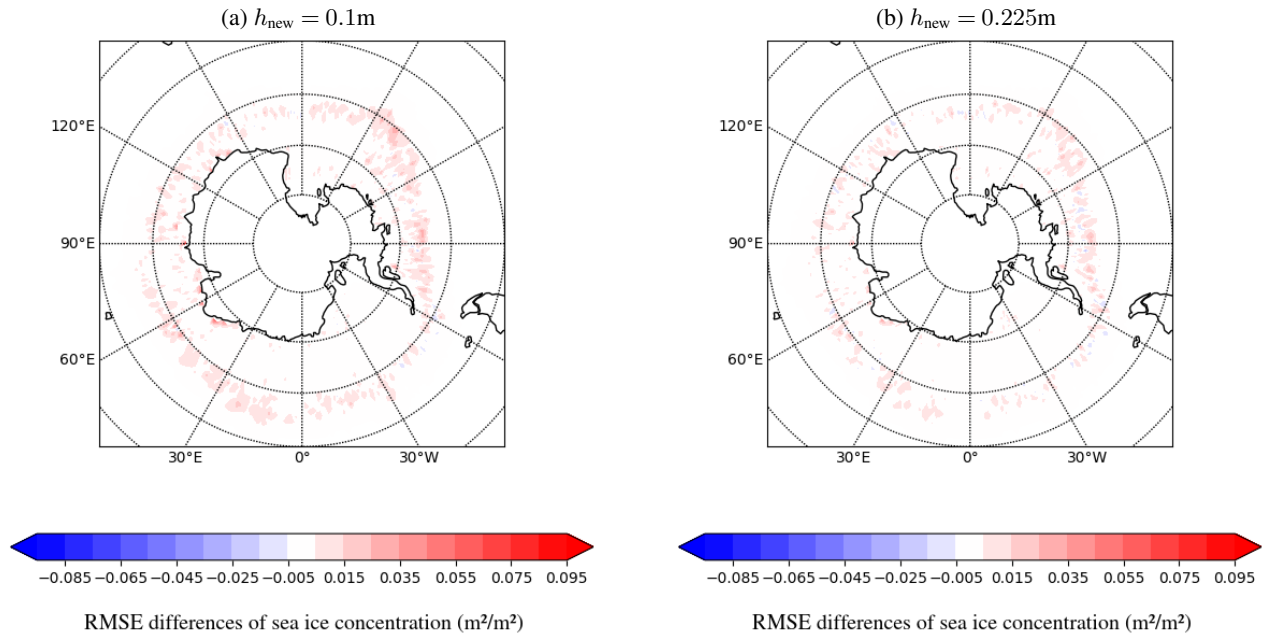 (a) hnew = 0.1m
(b) hnew = 0.225m
120°E
90°E
60°E
30°E 0° 30°W
120°E
90°E
60°E
30°E 0° 30°W
−0.085 −0.065 −0.045 −0.025 −0.005 0.015 0.035 0.055 0.075 0.095
−0.085 −0.065 −0.045 −0.025 −0.005 0.015 0.035 0.055 0.075 0.095
RMSE differences of sea ice concentration (m²/m²)
RMSE differences of sea ice concentration (m²/m²)